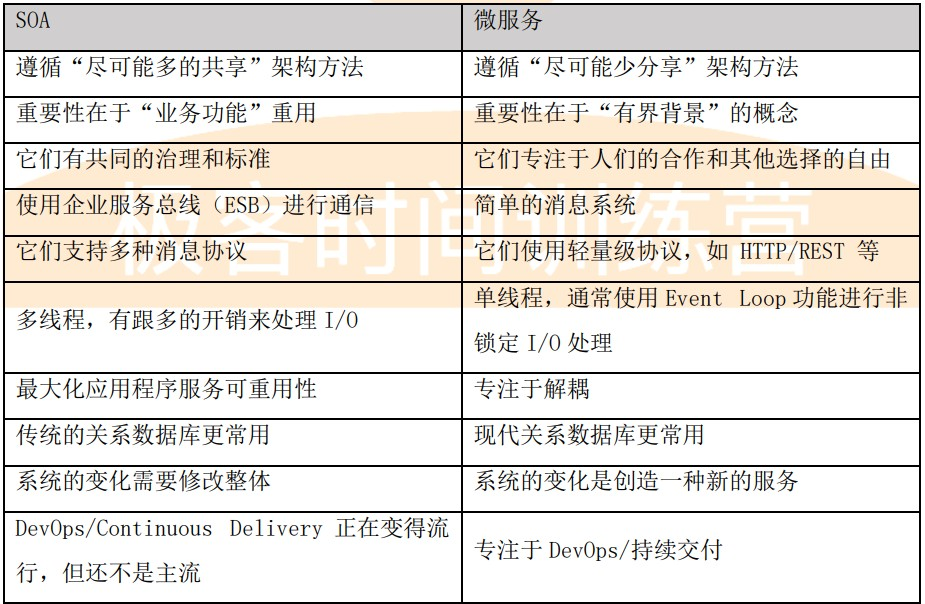 SOA
微服务
遵循“尽可能多的共享”架构方法
遵循“尽可能少分享”架构方法
重要性在于“业务功能”重用
重要性在于“有界背景”的概念
它们有共同的治理和标准
它们专注于人们的合作和其他选择的自由
使用企业服务总线（ESB）进行通信
简单的消息系统
它们支持多种消息协议
它们使用轻量级协议，如 HTTP/REST 等
多线程，有跟多的开销来处理 I/O
单线程，通常使用 Event Loop 功能进行非
锁定 I/O 处理
最大化应用程序服务可重用性
专注于解耦
传统的关系数据库更常用
现代关系数据库更常用
系统的变化需要修改整体
系统的变化是创造一种新的服务
DevOps/Continuous Delivery 正在变得流
行，但还不是主流
专注于 DevOps/持续交付
极客时间训练营